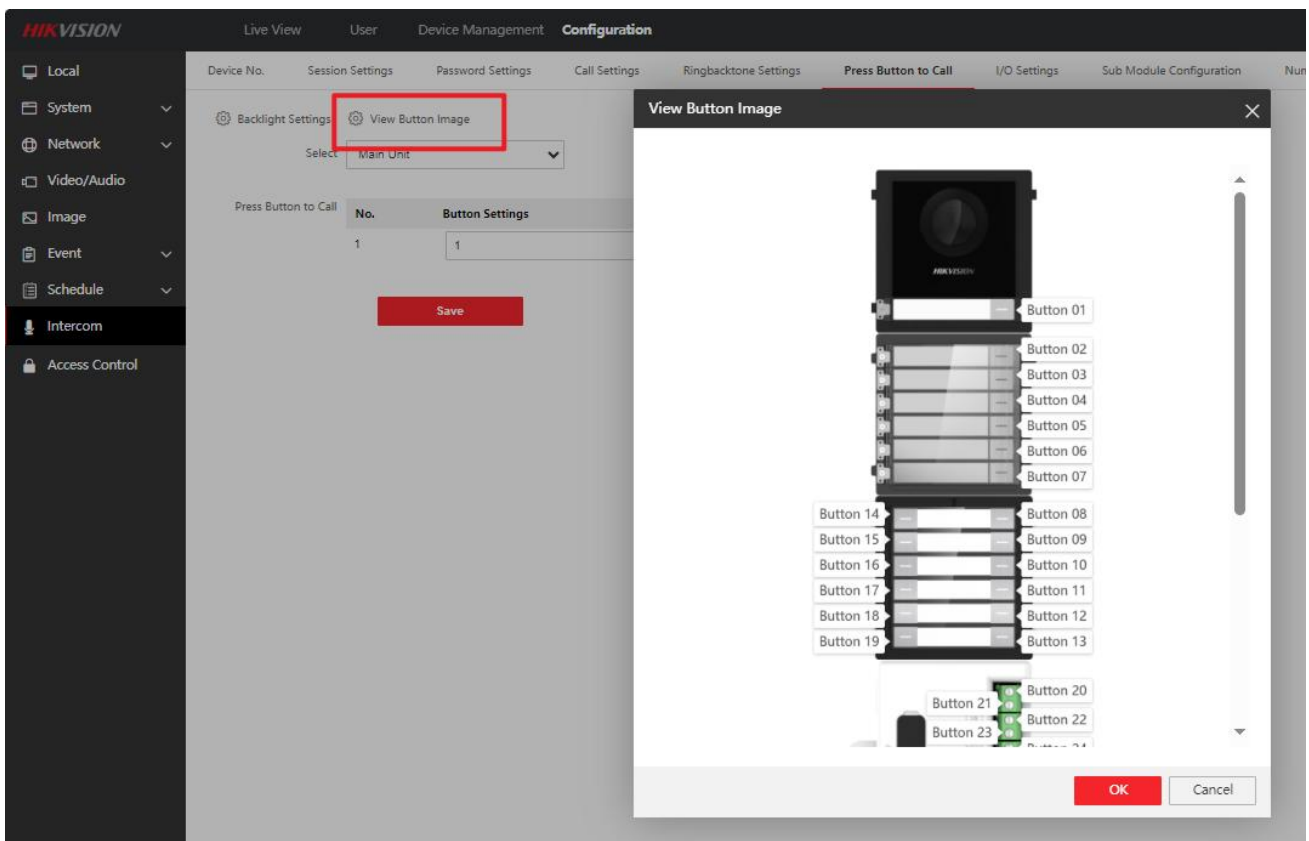 HIKVISION Live View User Device Management Configuration
Local
System
Network
Video/Audio
Image
Event
Schedule
Intercom
Access Control
Device No. Session Settings Password Settings Call Settings Ringbacktone Settings Press Button to Call I/O Settings Sub Module Configuration Num
Backlight Settings View Button Image
Select Main Unit
Press Button to Call No. Button Settings
1 1
Save
View Button Image
HIKVISION
Button 01
Button 02
Button 03
Button 04
Button 05
Button 06
Button 07
Button 14 Button 08
Button 15 Button 09
Button 16 Button 10
Button 17 Button 11
Button 18 Button 12
Button 19 Button 13
Button 20
Button 21
Button 22
Button 23
OK Cancel